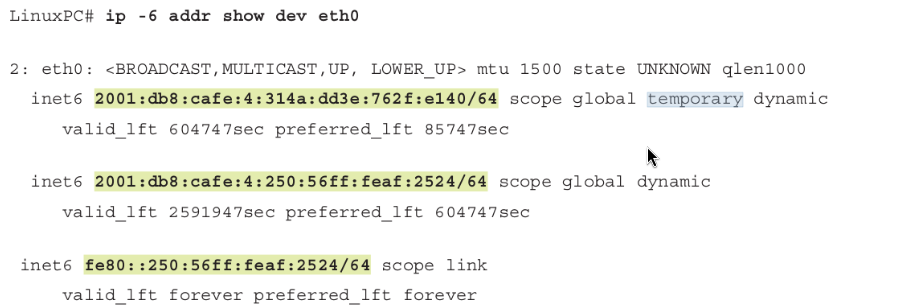 LinuxPC# ip -6 addr show dev eth0
2: eth0: <BROADCAST,MULTICAST,UP, LOWER_UP> mtu 1500 state UNKNOWN qlen1000
inet6 2001:db8:cafe:4:314a:dd3e:762f:e140/64 scope global temporary dynamic
valid_lft 604747sec preferred_lft 85747sec
inet6 2001:db8:cafe:4:250:56ff:feaf:2524/64 scope global dynamic
valid_lft 2591947sec preferred_lft 604747sec
inet6 fe80::250:56ff:feaf:2524/64 scope link
valid_lft forever preferred_lft forever